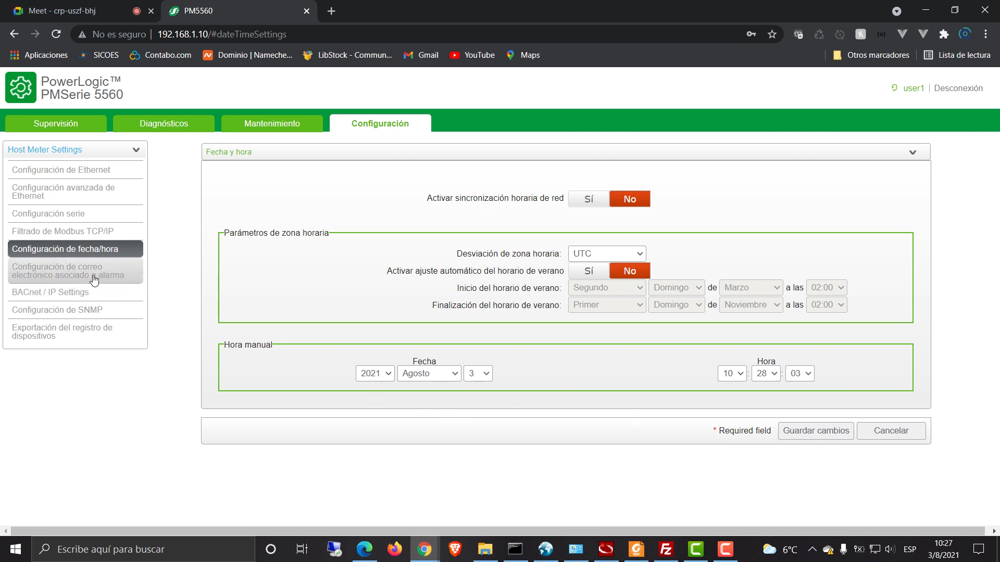 Meet - crp-uszf-bhj
PM5560
No es seguro | 192.168.1.10/#dateTimeSettings
Aplicaciones SICOES Contabo.com Dominio | Nameche... LibStock - Commun... Gmail YouTube Maps Otros marcadores Lista de lectura
PowerLogic™
PMSerie 5560
user1 | Desconexión
Supervisión Diagnósticos Mantenimiento Configuración
Host Meter Settings
Configuración de Ethernet
Configuración avanzada de
Ethernet
Configuración serie
Filtrado de Modbus TCP/IP
Configuración de fecha/hora
Configuración de correo
electrónico asociado a alarma
BACnet / IP Settings
Configuración de SNMP
Exportación del registro de
dispositivos
Fecha y hora
Activar sincronización horaria de red Sí No
Parámetros de zona horaria
Desviación de zona horaria: UTC
Activar ajuste automático del horario de verano Sí No
Inicio del horario de verano: Segundo Domingo de Marzo a las 02:00
Finalización del horario de verano: Primer Domingo de Noviembre a las 02:00
Hora manual
Fecha Hora
2021 Agosto 3 10 : 28 : 03
* Required field Guardar cambios Cancelar
Escribe aquí para buscar
6°C ESP 10:27
3/8/2021